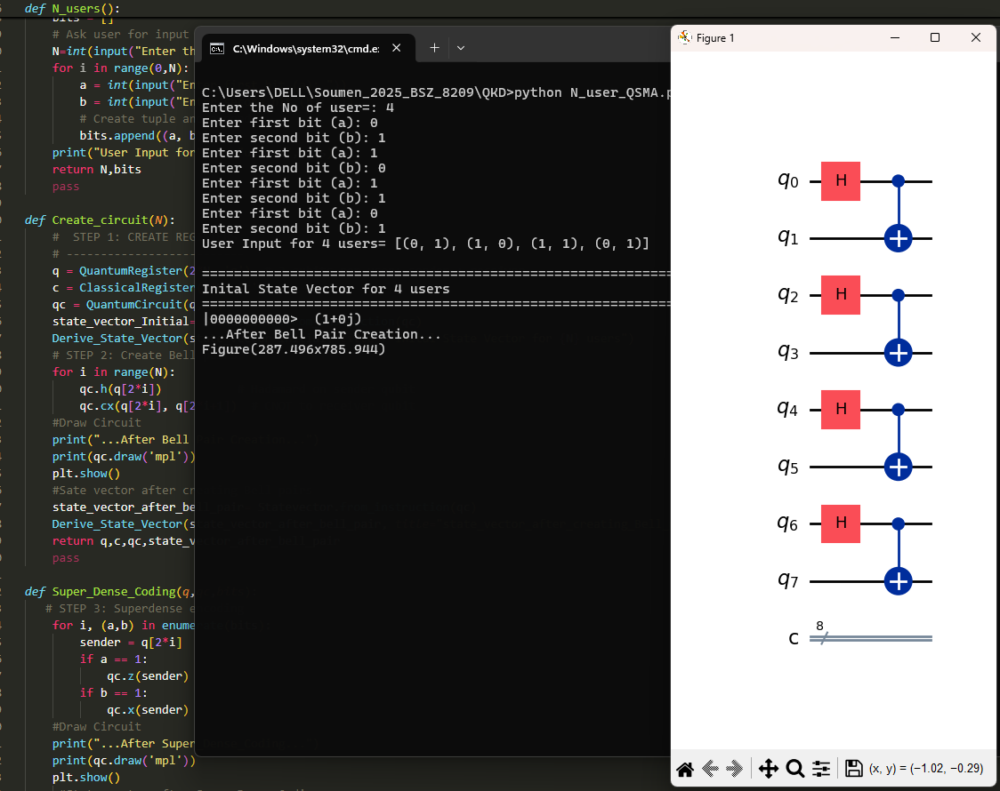 def N_users():
bits = []
# Ask user for input
N=int(input("Enter th
for i in range(0,N):
a = int(input("En
b = int(input("En
# Create tuple an
bits.append((a, b
print("User Input for
return N,bits
pass
def Create_circuit(N):
# STEP 1: CREATE REG
# ------------------
q = QuantumRegister(2
c = ClassicalRegister
qc = QuantumCircuit(q
state_vector_Initial=
Derive_State_Vector(s
# STEP 2: Create Bell
for i in range(N):
qc.h(q[2*i])
qc.cx(q[2*i], q[2
#Draw Circuit
print("...After Bell
print(qc.draw('mpl'))
plt.show()
#Sate vector after cr
state_vector_after_be
Derive_State_Vector(s
return q,c,qc,state_v
pass
def Super_Dense_Coding(q,
# STEP 3: Superdense e
for i, (a,b) in enume
sender = q[2*i]
if a == 1:
qc.z(sender)
if b == 1:
qc.x(sender)
#Draw Circuit
print("...After Super
print(qc.draw('mpl'))
plt.show()
C:\Windows\system32\cmd.e:
C:\Users\DELL\Soumen_2025_BSZ_8209\QKD>python N_user_QSMA.p
Enter the No of user=: 4
Enter first bit (a): 0
Enter second bit (b): 1
Enter first bit (a): 1
Enter second bit (b): 0
Enter first bit (a): 1
Enter second bit (b): 1
Enter first bit (a): 0
Enter second bit (b): 1
User Input for 4 users= [(0, 1), (1, 0), (1, 1), (0, 1)]
===========================================================
Inital State Vector for 4 users
===========================================================
|0000000000> (1+0j)
...After Bell Pair Creation...
Figure(287.496x785.944)
Figure 1
q0 H
q1
q2 H
q3
q4 H
q5
q6 H
q7
8
c
(x, y) = (−1.02, −0.29)